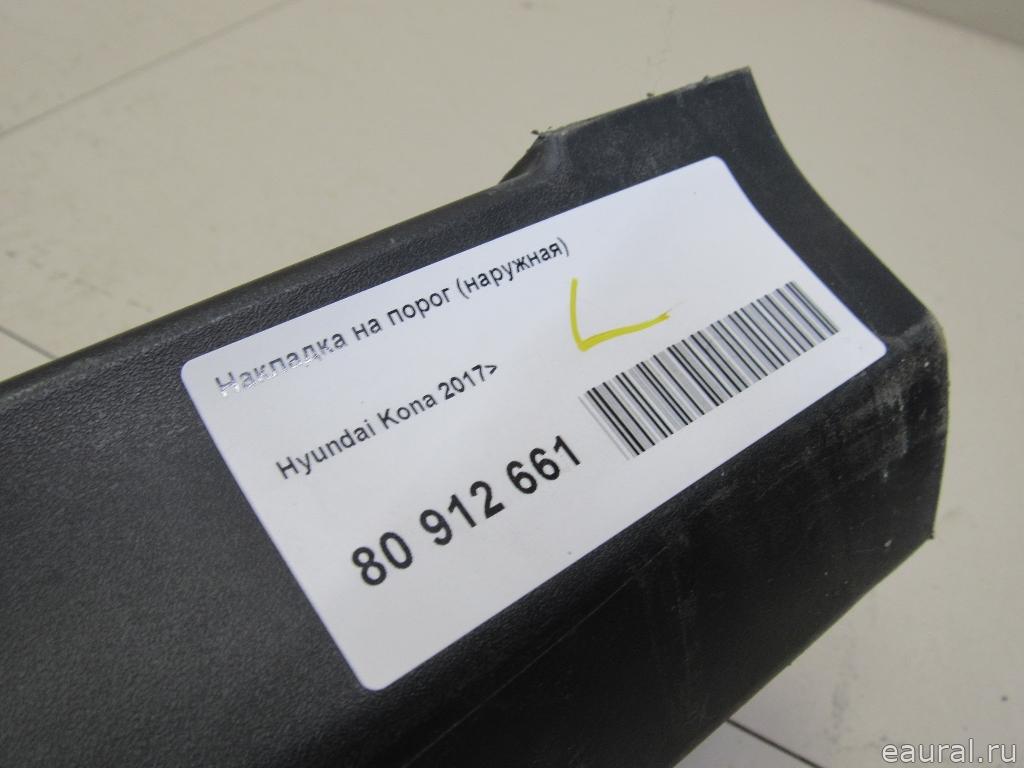 Накладка на порог (наружная)
L
Hyundai Kona 2017>
80 912 661
eaural.ru